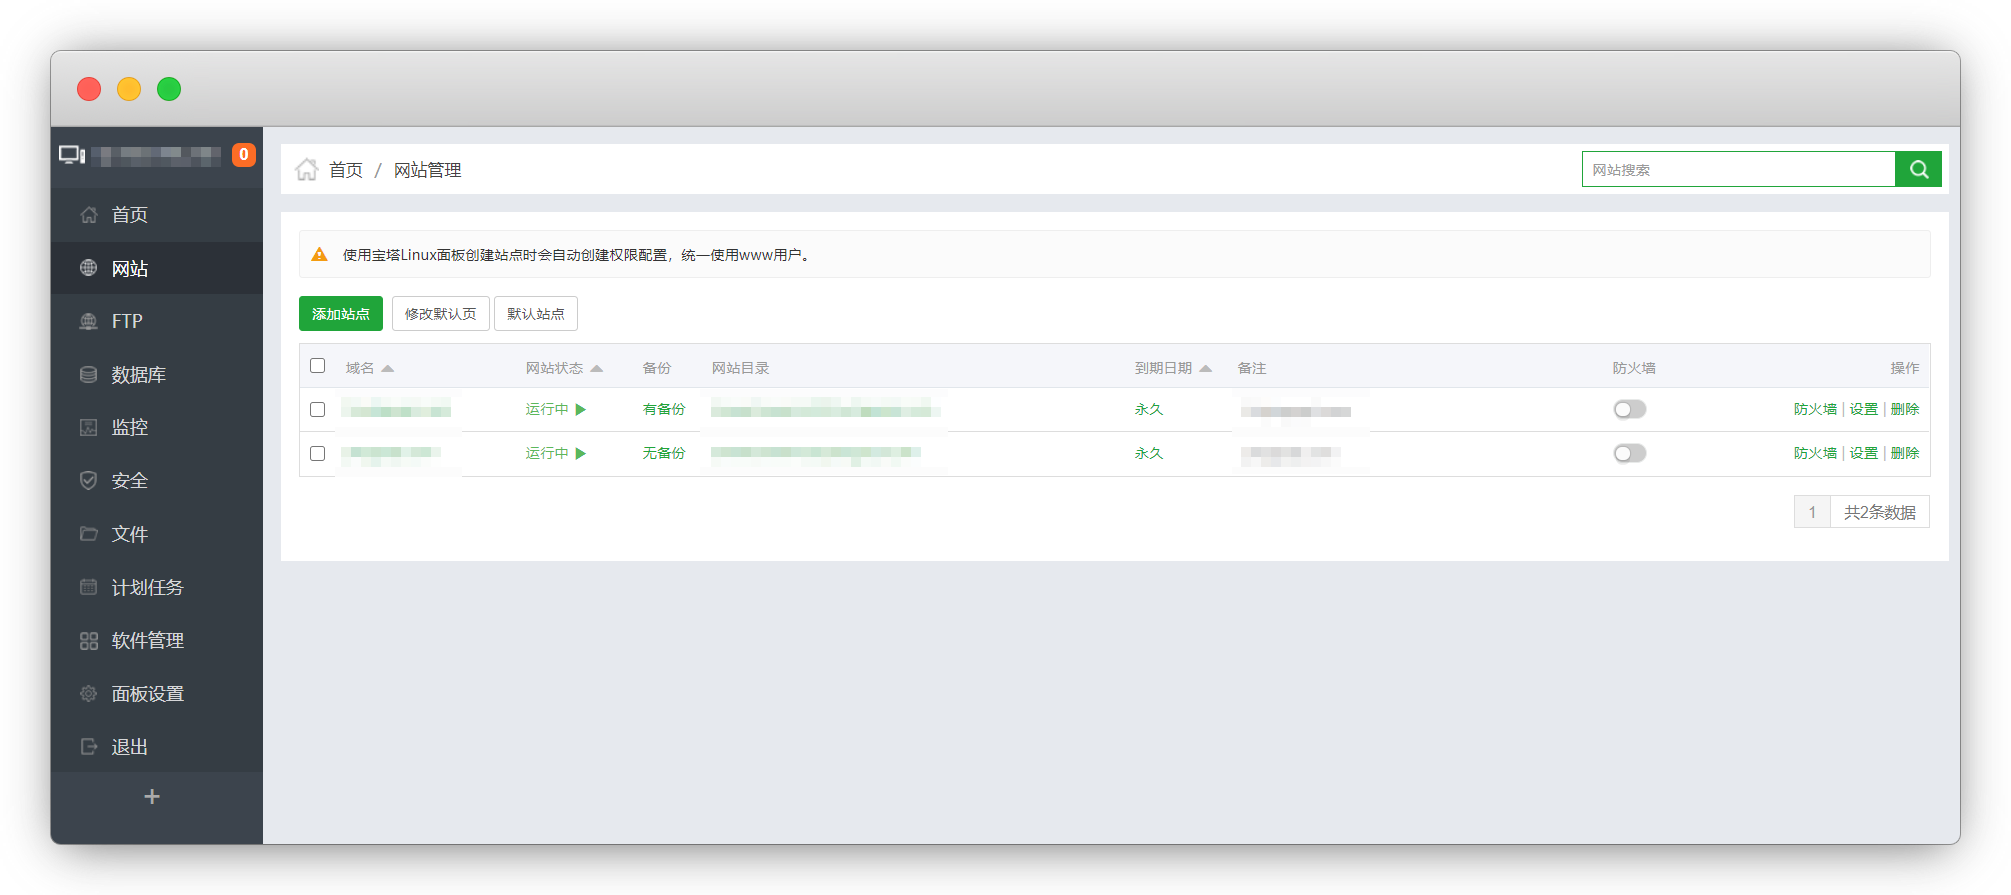 0
首页
网站
FTP
数据库
监控
安全
文件
计划任务
软件管理
面板设置
退出
+
首页 / 网站管理
网站搜索
使用宝塔Linux面板创建站点时会自动创建权限配置，统一使用www用户。
添加站点 修改默认页 默认站点
域名 网站状态 备份 网站目录 到期日期 备注 防火墙 操作
运行中 有备份 永久 防火墙 | 设置 | 删除
运行中 无备份 永久 防火墙 | 设置 | 删除
1 共2条数据